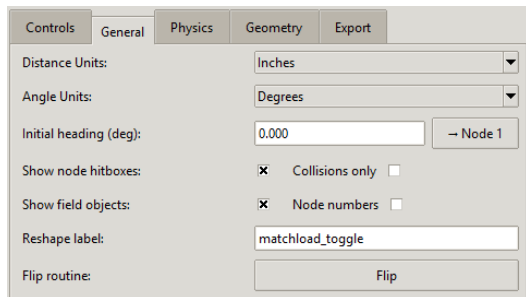 Controls General Physics Geometry Export
Distance Units: Inches
Angle Units: Degrees
Initial heading (deg): 0.000 → Node 1
Show node hitboxes: Collisions only
Show field objects: Node numbers
Reshape label: matchload_toggle
Flip routine: Flip